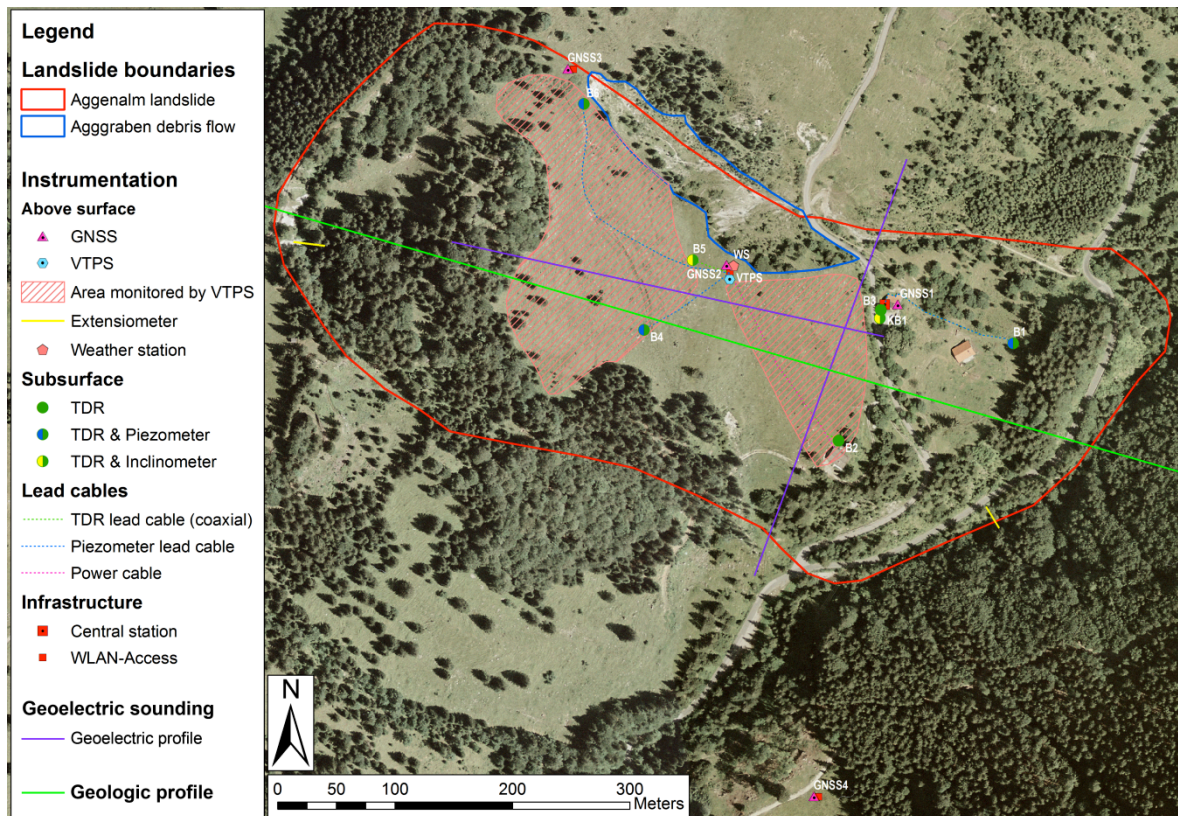 Legend
Landslide boundaries
Aggenalm landslide
Agggraben debris flow
Instrumentation
Above surface
GNSS
VTPS
Area monitored by VTPS
Extensiometer
Weather station
Subsurface
TDR
TDR & Piezometer
TDR & Inclinometer
Lead cables
TDR lead cable (coaxial)
Piezometer lead cable
Power cable
Infrastructure
Central station
WLAN-Access
Geoelectric sounding
Geoelectric profile
Geologic profile
GNSS3
B6
B5
WS
GNSS2
VTPS
B4
B3
GNSS1
KB1
B1
B2
GNSS4
N
0 50 100 200 300
Meters